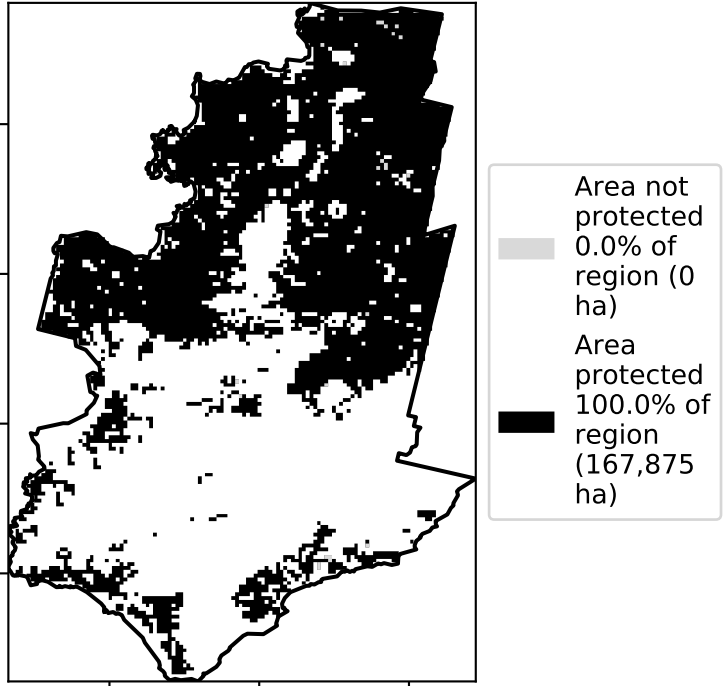 Area not
protected
0.0% of
region (0
ha)
Area
protected
100.0% of
region
(167,875
ha)